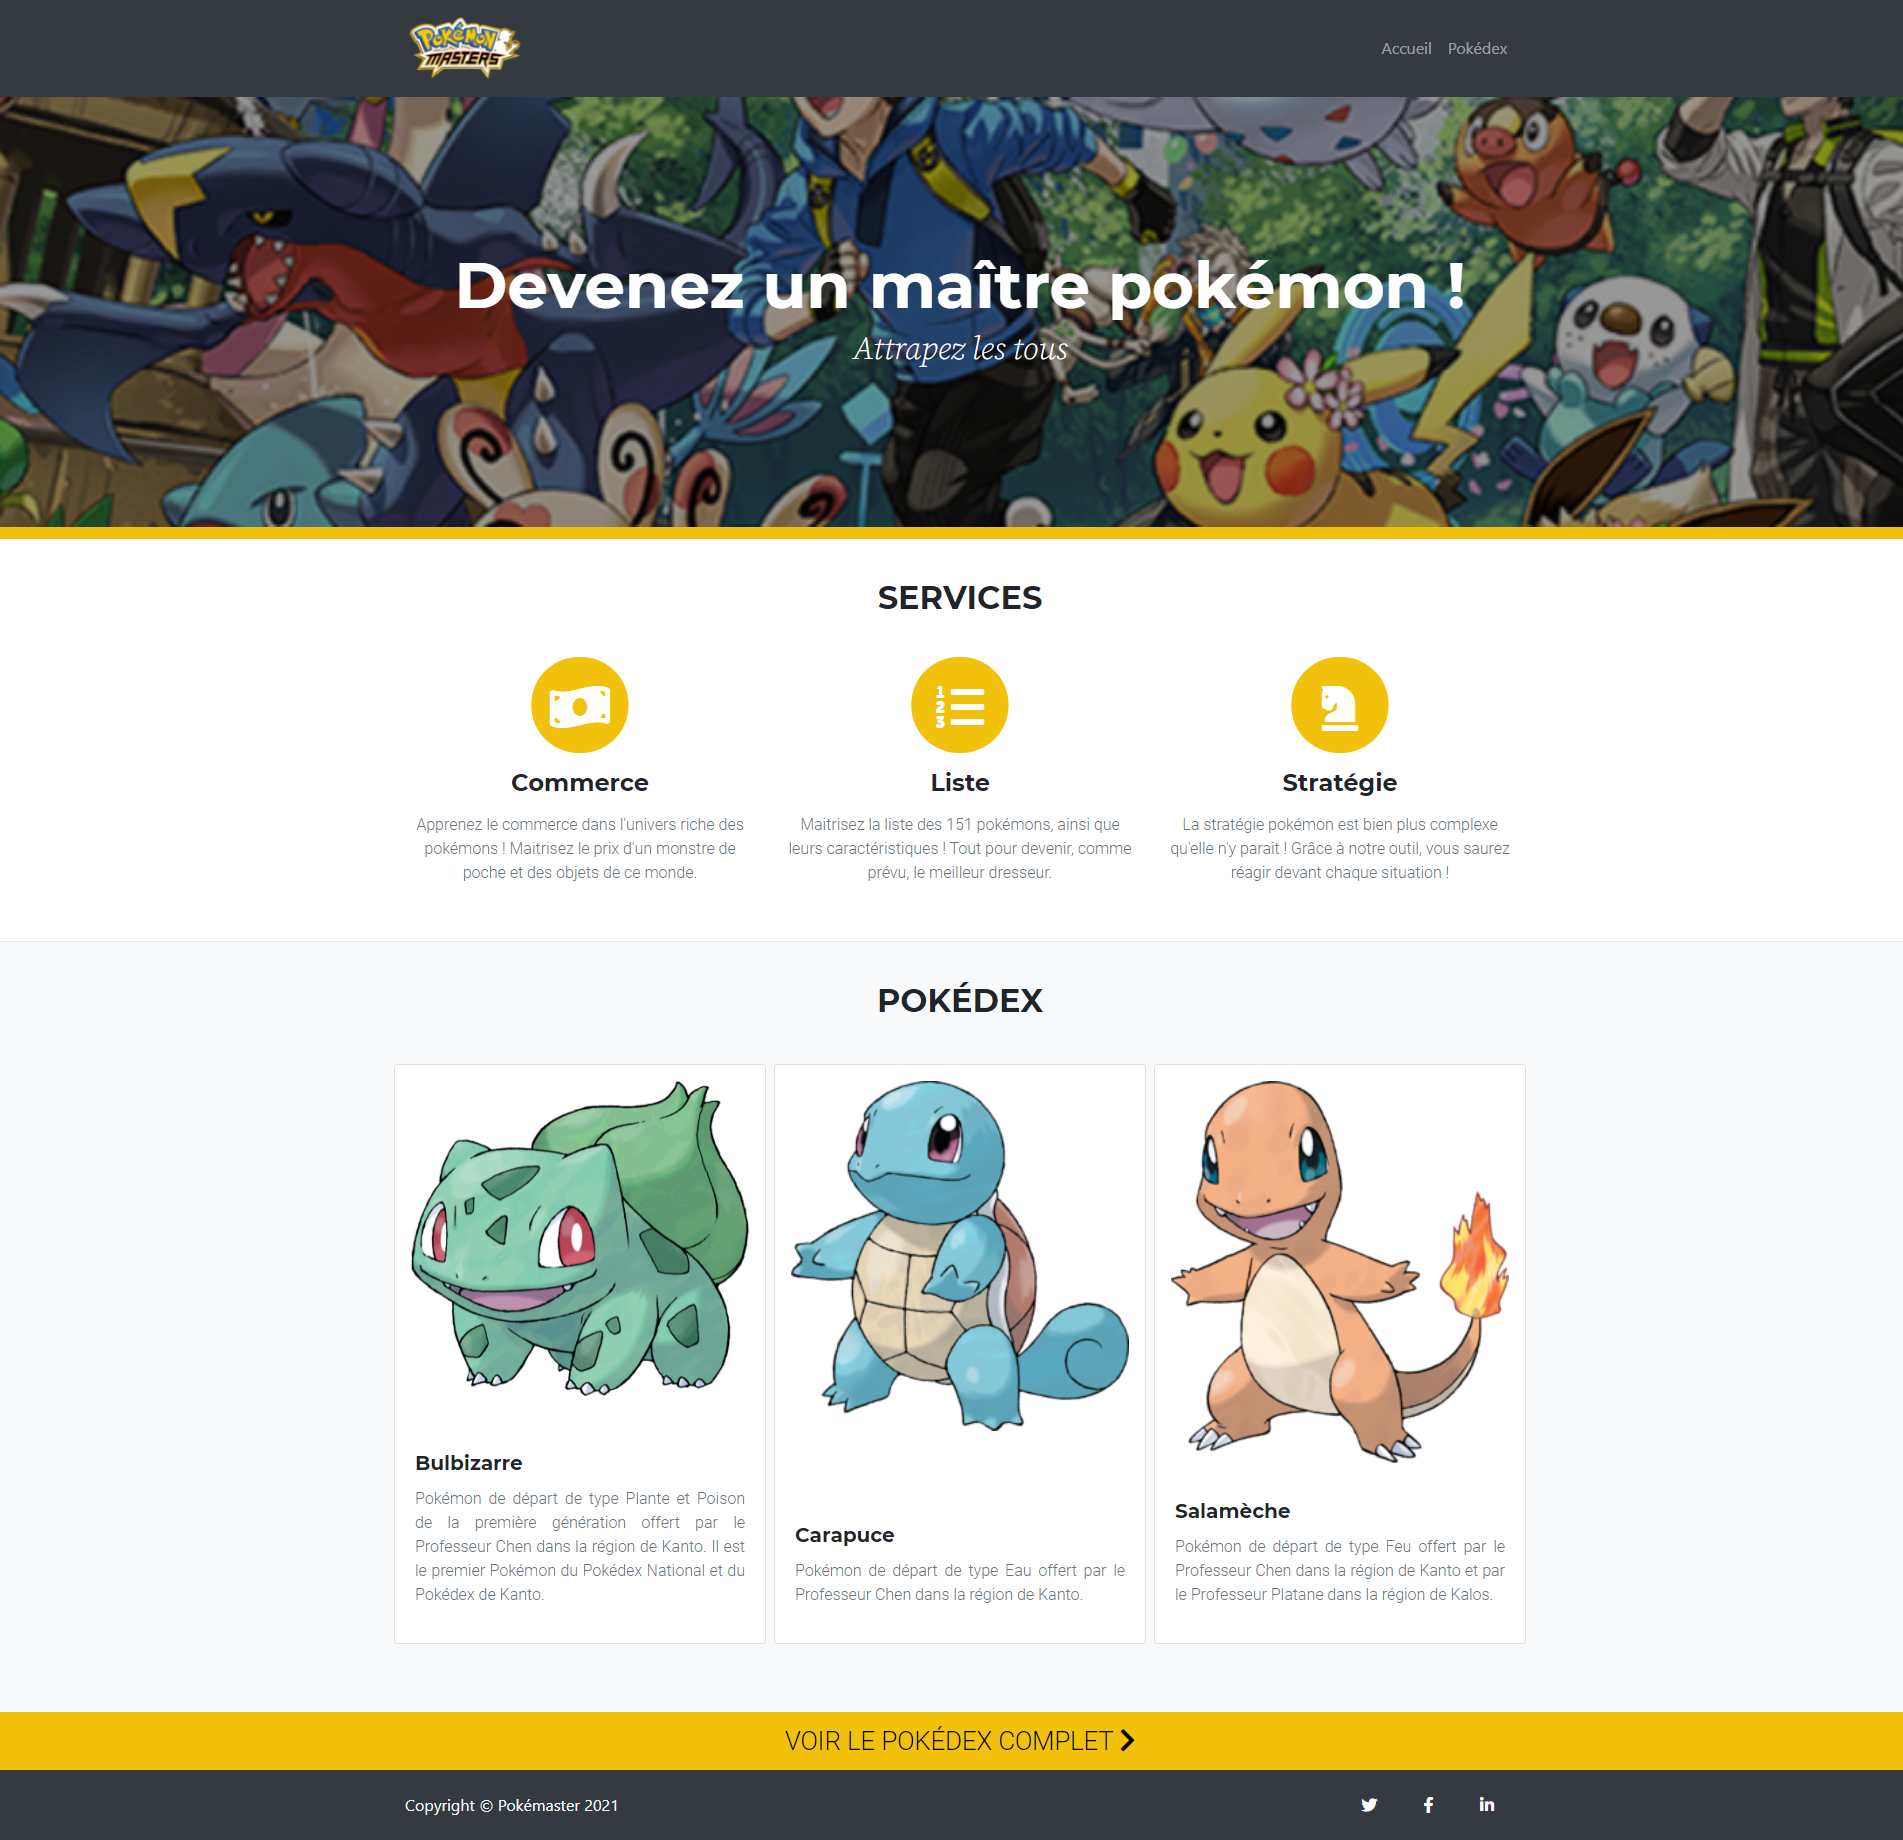 Pokémon
MASTERS
Accueil Pokédex
Devenez un maître pokémon !
Attrapez les tous
SERVICES
1
2
3
Commerce
Apprenez le commerce dans l'univers riche des
pokémons ! Maitrisez le prix d'un monstre de
poche et des objets de ce monde.
Liste
Maitrisez la liste des 151 pokémons, ainsi que
leurs caractéristiques ! Tout pour devenir, comme
prévu, le meilleur dresseur.
Stratégie
La stratégie pokémon est bien plus complexe
qu'elle n'y parait ! Grâce à notre outil, vous saurez
réagir devant chaque situation !
POKÉDEX
Bulbizarre
Pokémon de départ de type Plante et Poison
de la première génération offert par le
Professeur Chen dans la région de Kanto. Il est
le premier Pokémon du Pokédex National et du
Pokédex de Kanto.
Carapuce
Pokémon de départ de type Eau offert par le
Professeur Chen dans la région de Kanto.
Salamèche
Pokémon de départ de type Feu offert par le
Professeur Chen dans la région de Kanto et par
le Professeur Platane dans la région de Kalos.
VOIR LE POKÉDEX COMPLET
Copyright © Pokémaster 2021